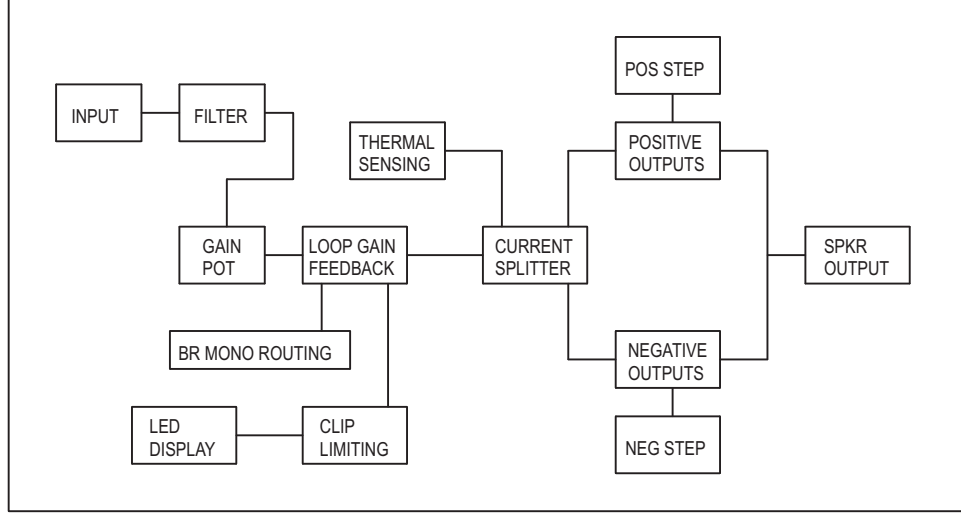 POS STEP
INPUT
FILTER
THERMAL
SENSING
POSITIVE
OUTPUTS
GAIN
POT
LOOP GAIN
FEEDBACK
CURRENT
SPLITTER
SPKR
OUTPUT
BR MONO ROUTING
NEGATIVE
OUTPUTS
LED
DISPLAY
CLIP
LIMITING
NEG STEP